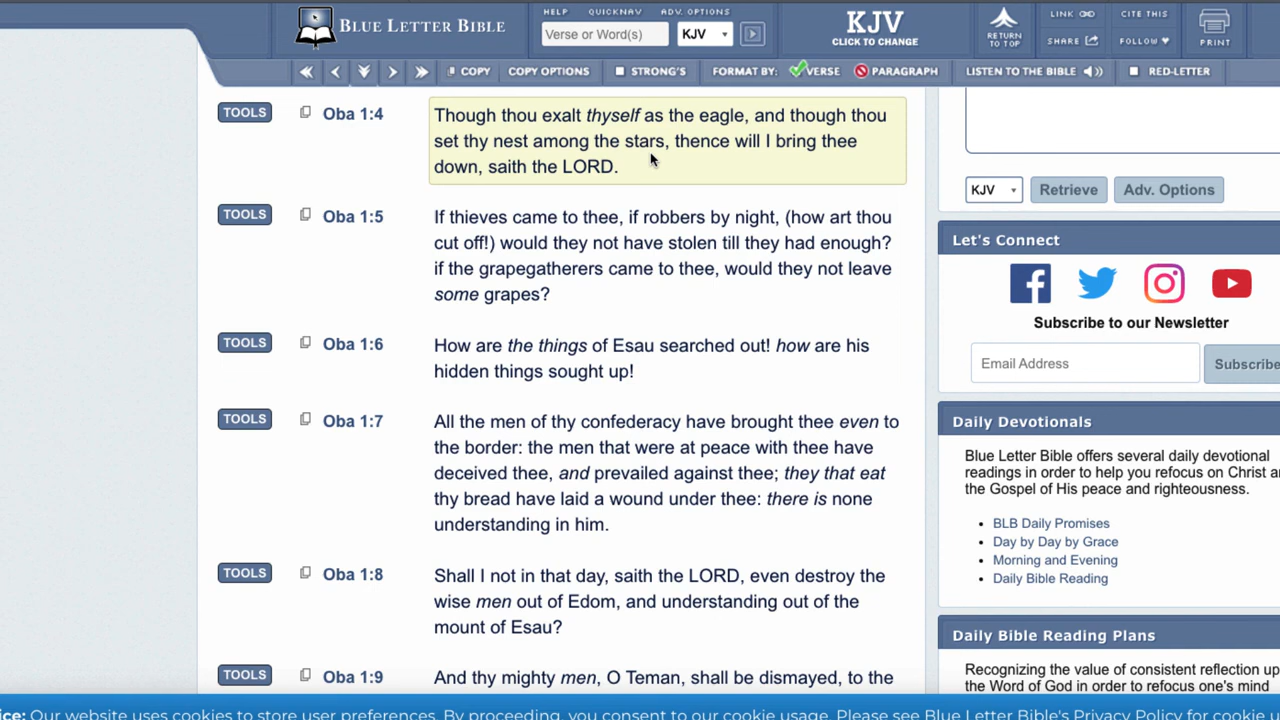 BLUE LETTER BIBLE
HELP QUICKNAV ADV. OPTIONS
Verse or Word(s) KJV
KJV
CLICK TO CHANGE
RETURN
TO TOP
LINK CITE THIS
SHARE FOLLOW
PRINT
COPY COPY OPTIONS STRONG'S FORMAT BY: VERSE PARAGRAPH LISTEN TO THE BIBLE RED-LETTER
TOOLS Oba 1:4
Though thou exalt thyself as the eagle, and though thou
set thy nest among the stars, thence will I bring thee
down, saith the LORD.
TOOLS Oba 1:5
If thieves came to thee, if robbers by night, (how art thou
cut off!) would they not have stolen till they had enough?
if the grapegatherers came to thee, would they not leave
some grapes?
TOOLS Oba 1:6
How are the things of Esau searched out! how are his
hidden things sought up!
TOOLS Oba 1:7
All the men of thy confederacy have brought thee even to
the border: the men that were at peace with thee have
deceived thee, and prevailed against thee; they that eat
thy bread have laid a wound under thee: there is none
understanding in him.
TOOLS Oba 1:8
Shall I not in that day, saith the LORD, even destroy the
wise men out of Edom, and understanding out of the
mount of Esau?
TOOLS Oba 1:9
And thy mighty men, O Teman, shall be dismayed, to the
KJV Retrieve Adv. Options
Let's Connect
Subscribe to our Newsletter
Email Address Subscribe
Daily Devotionals
Blue Letter Bible offers several daily devotional
readings in order to help you refocus on Christ
the Gospel of His peace and righteousness.
• BLB Daily Promises
• Day by Day by Grace
• Morning and Evening
• Daily Bible Reading
Daily Bible Reading Plans
Recognizing the value of consistent reflection
the Word of God in order to refocus one's mind
ice: Our website uses cookies to store user preferences. By proceeding, you consent to our cookie usage. Please see Blue Letter Bible's Privacy Policy for cookie